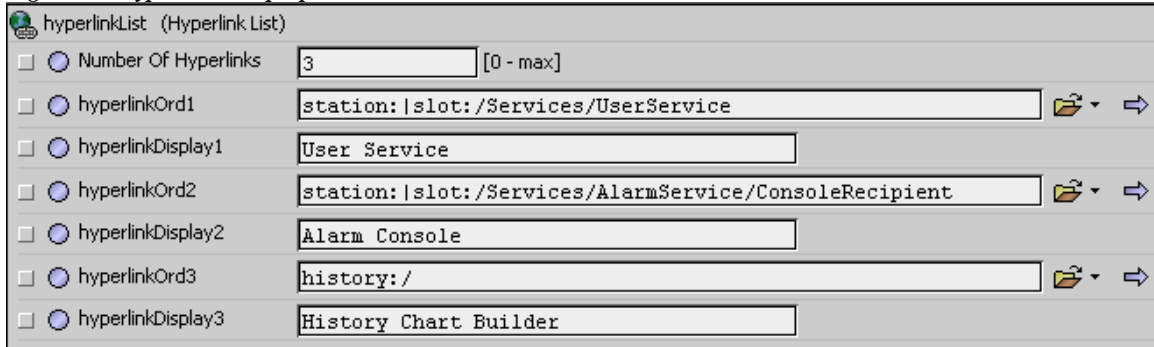 hyperlinkList (Hyperlink List)
Number Of Hyperlinks 3 [0 - max]
hyperlinkOrd1 station:|slot:/Services/UserService
hyperlinkDisplay1 User Service
hyperlinkOrd2 station:|slot:/Services/AlarmService/ConsoleRecipient
hyperlinkDisplay2 Alarm Console
hyperlinkOrd3 history:/
hyperlinkDisplay3 History Chart Builder